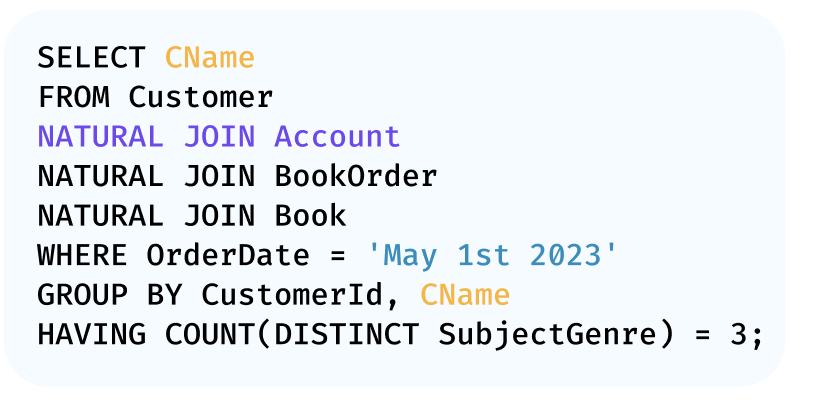 SELECT CName
FROM Customer
NATURAL JOIN Account
NATURAL JOIN BookOrder
NATURAL JOIN Book
WHERE OrderDate = 'May 1st 2023'
GROUP BY CustomerId, CName
HAVING COUNT(DISTINCT SubjectGenre) = 3;